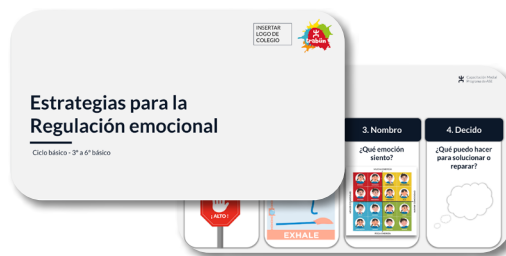 INSERTAR
LOGO DE
COLEGIO
Estrategias para la
Regulación emocional
Ciclo básico - 3° a 6° básico
3. Nombro
4. Decido
¿Qué emoción
siento?
¿Qué puedo hacer
para solucionar o
reparar?
¡ALTO!
EXHALE